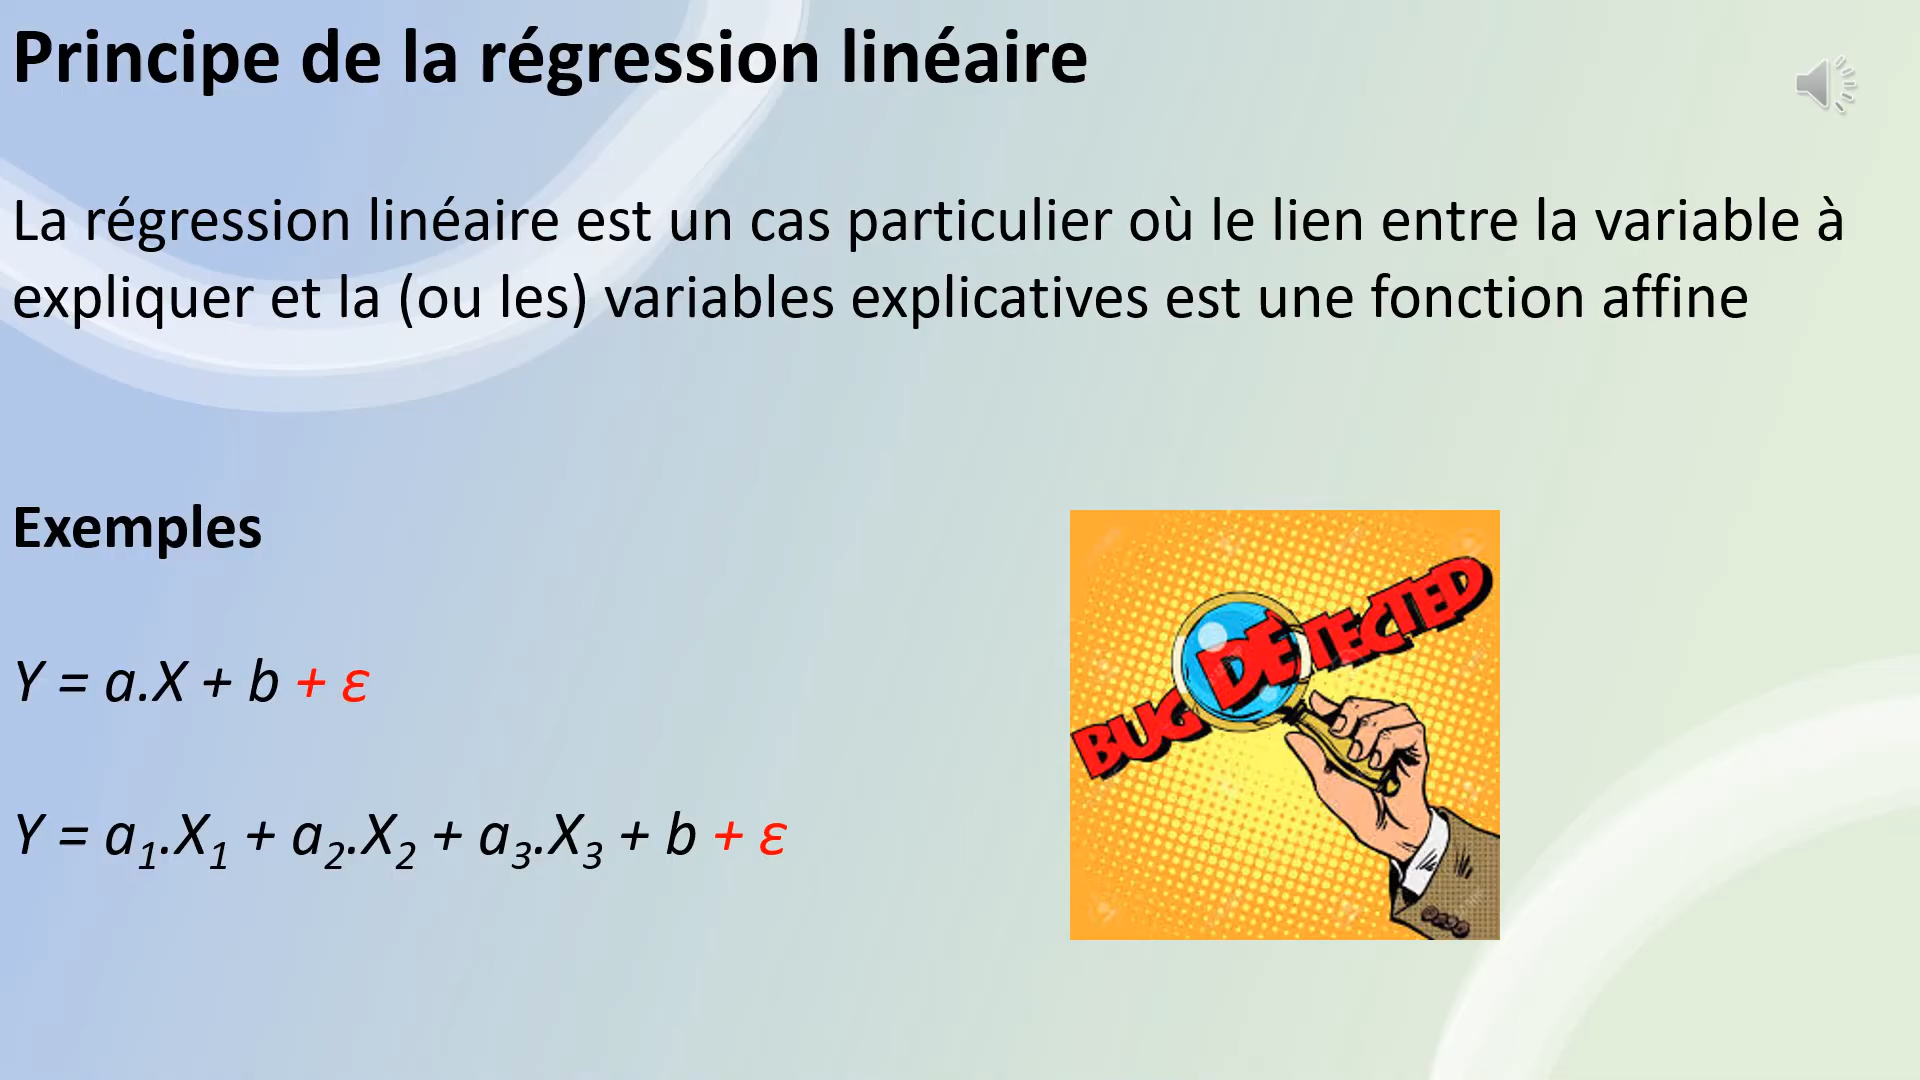 Principe de la régression linéaire
La régression linéaire est un cas particulier où le lien entre la variable à
expliquer et la (ou les) variables explicatives est une fonction affine
Exemples
Y = a.X + b + ε
Y = a₁.X₁ + a₂.X₂ + a₃.X₃ + b + ε
BUG DETECTED